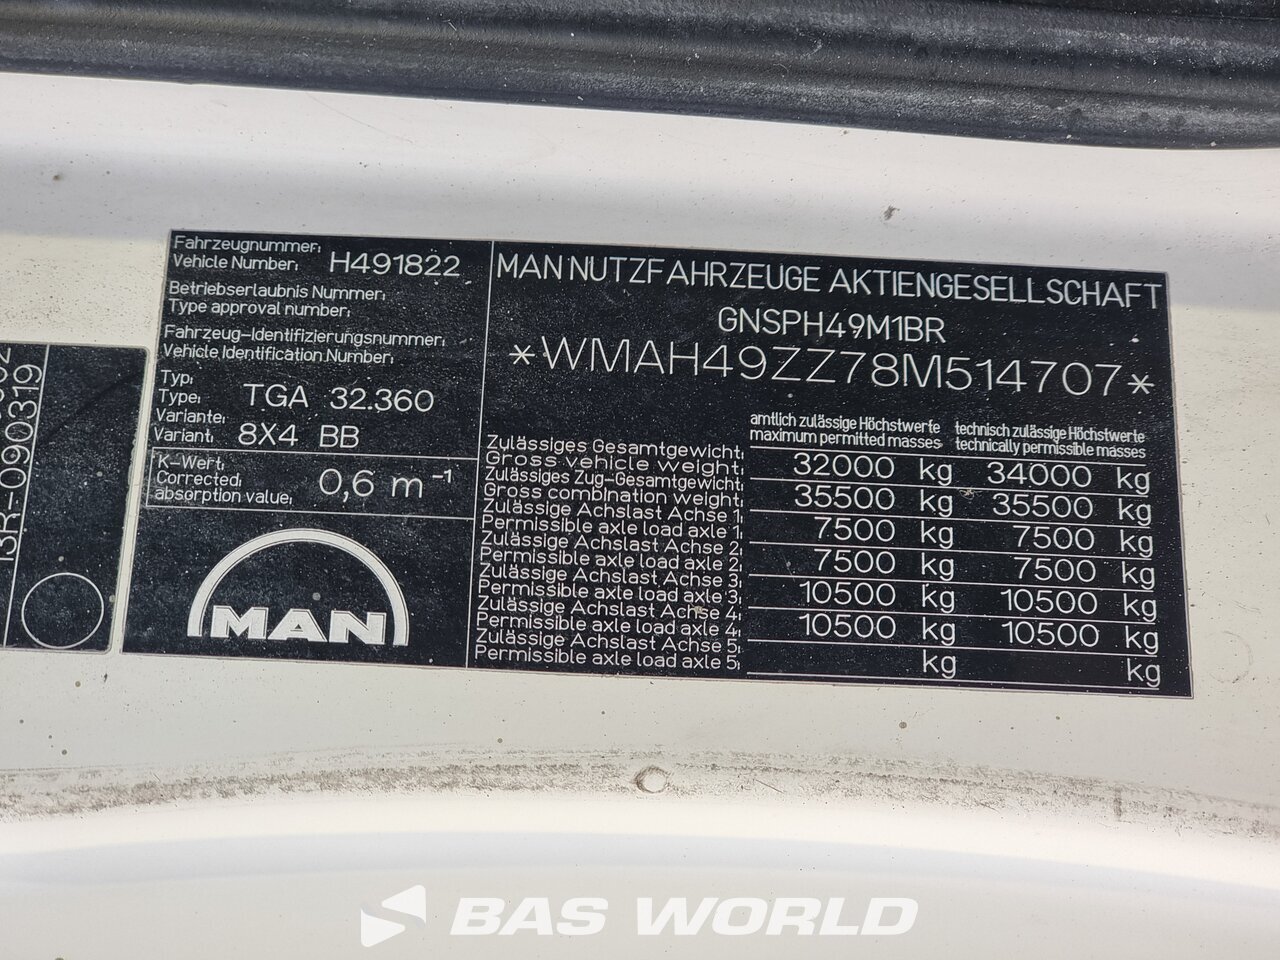 13R-090319
Fahrzeugnummer:
Vehicle Number: H491822
Betriebserlaubnis Nummer:
Type approval number:
Fahrzeug-Identifizierungsnummer:
Vehicle Identification Number:
Typ:
Type: TGA 32.360
Variante:
Variant: 8X4 BB
K-Wert:
Corrected: 0,6 m⁻¹
absorption value:
MAN
MAN NUTZFAHRZEUGE AKTIENGESELLSCHAFT
GNSPH49M1BR
*WMAH49ZZ78M514707*
amtlich zulässige Höchstwerte technisch zulässige Höchstwerte
maximum permitted masses technically permissible masses
Zulässiges Gesamtgewicht:
Gross vehicle weight: 32000 kg 34000 kg
Zulässiges Zug-Gesamtgewicht:
Gross combination weight: 35500 kg 35500 kg
Zulässige Achslast Achse 1:
Permissible axle load axle 1: 7500 kg 7500 kg
Zulässige Achslast Achse 2:
Permissible axle load axle 2: 7500 kg 7500 kg
Zulässige Achslast Achse 3:
Permissible axle load axle 3: 10500 kg 10500 kg
Zulässige Achslast Achse 4:
Permissible axle load axle 4: 10500 kg 10500 kg
Zulässige Achslast Achse 5:
Permissible axle load axle 5: kg kg
BAS WORLD